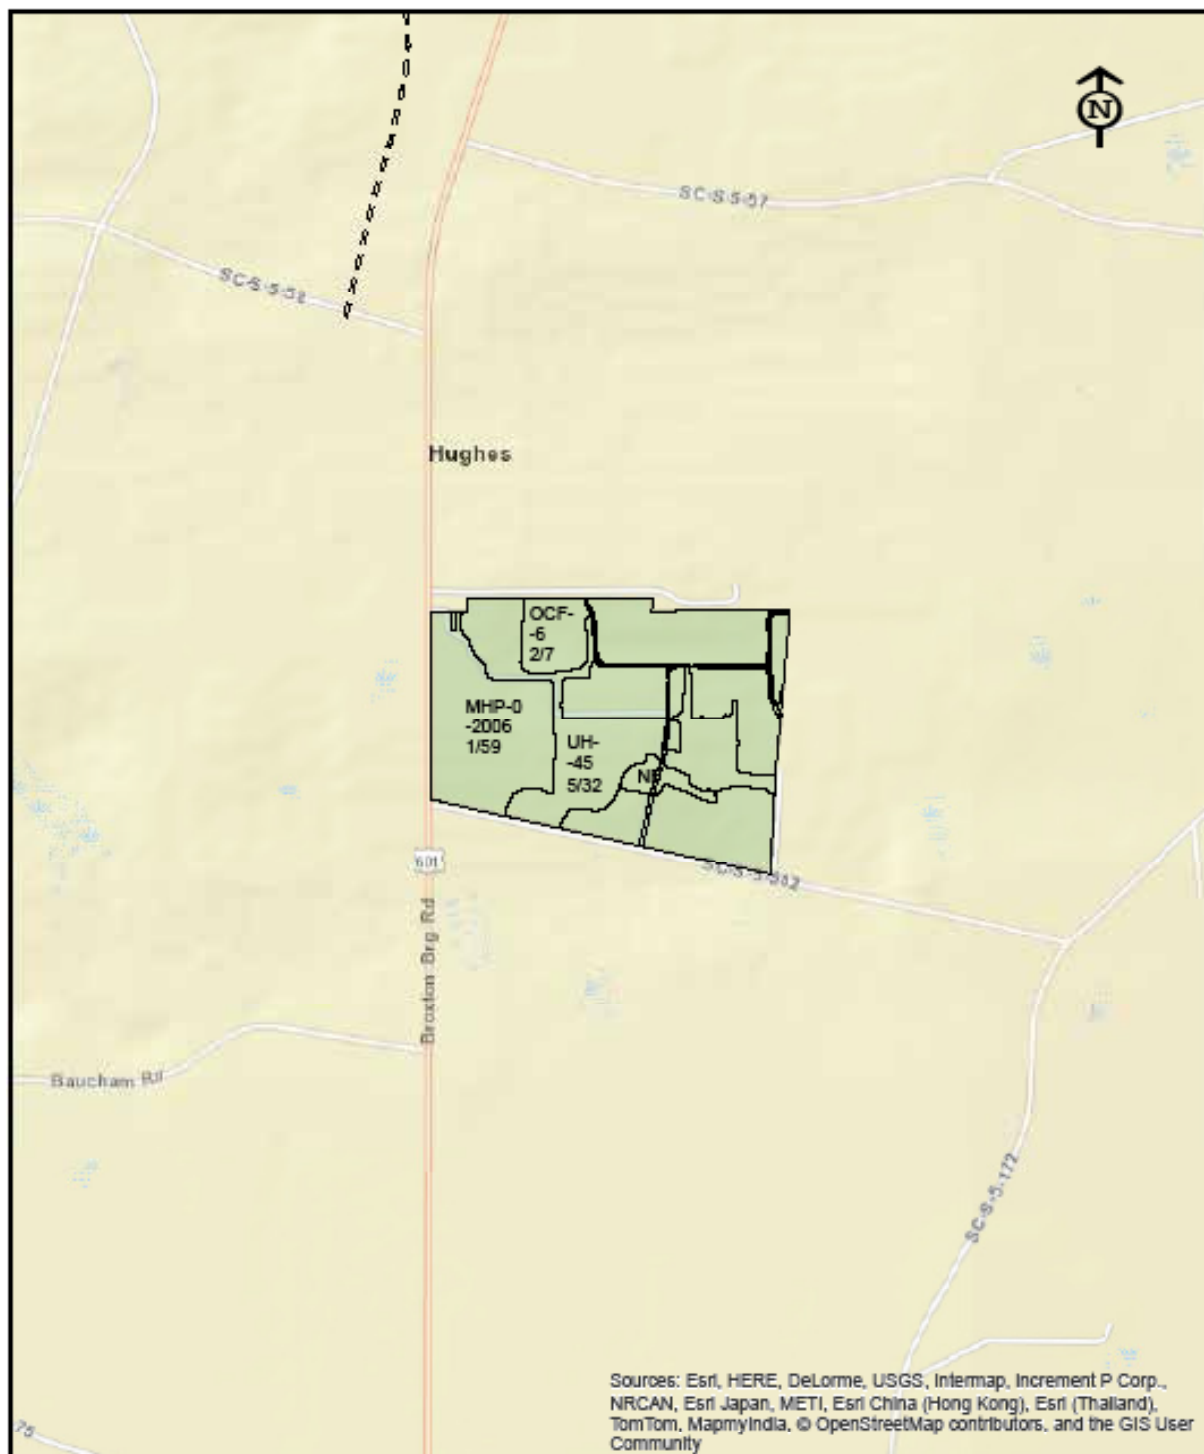 N
SC-S-5-57
SC-S-5-58
Hughes
OCF-
-6
2/7
MHP-0
-2006
1/59
UH-
-45
5/32
601
Broxton Brg Rd
Baucham Rd
SC-S-5-172
Sources: Esri, HERE, DeLorme, USGS, Intermap, Increment P Corp.,
NRCAN, Esri Japan, METI, Esri China (Hong Kong), Esri (Thailand),
TomTom, MapmyIndia, © OpenStreetMap contributors, and the GIS User
Community